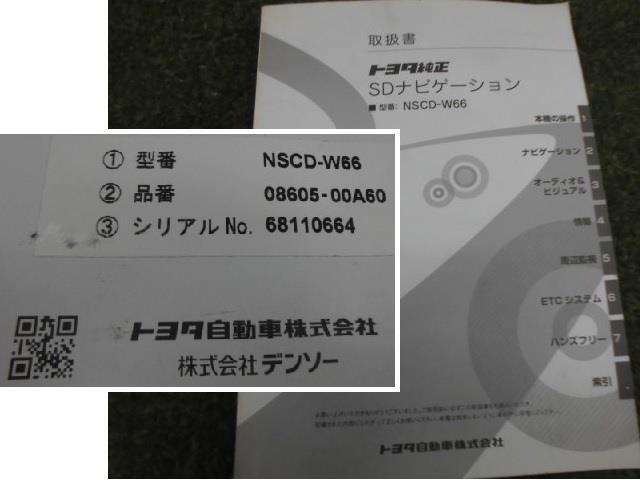 取扱書
トヨタ純正
SDナビゲーション
■ 型番: NSCD-W66
本機の操作 1
ナビゲーション 2
オーディオ&
ビジュアル 3
情報 4
周辺監視 5
ETC システム 6
ハンズフリー 7
索引
トヨタ自動車株式会社
① 型番 NSCD-W66
② 品番 08605-00A60
③ シリアルNo. 68110664
トヨタ自動車株式会社
株式会社デンソー